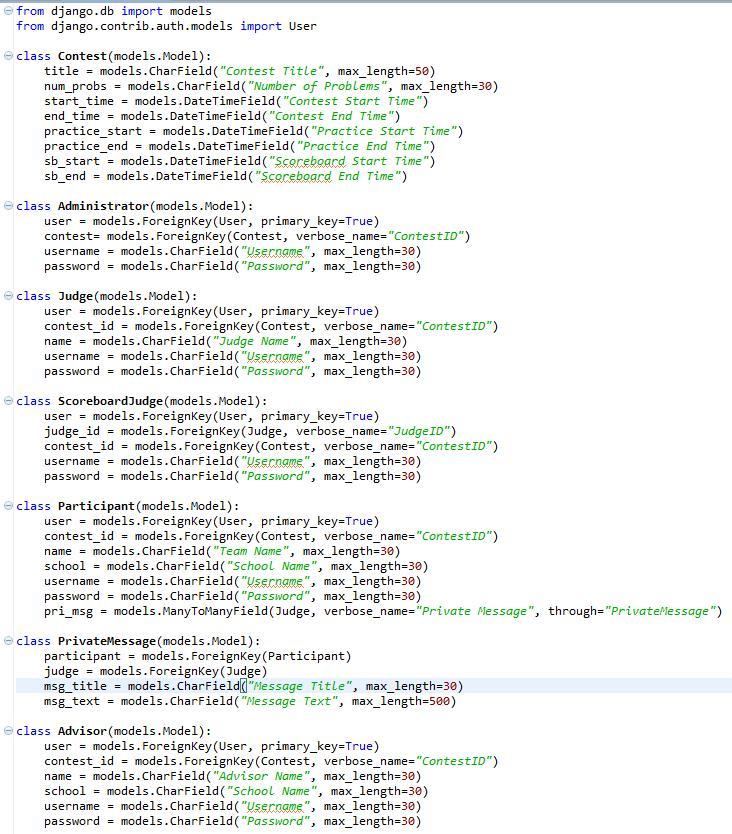 from django.db import models
from django.contrib.auth.models import User
class Contest(models.Model):
title = models.CharField("Contest Title", max_length=50)
num_probs = models.CharField("Number of Problems", max_length=30)
start_time = models.DateTimeField("Contest Start Time")
end_time = models.DateTimeField("Contest End Time")
practice_start = models.DateTimeField("Practice Start Time")
practice_end = models.DateTimeField("Practice End Time")
sb_start = models.DateTimeField("Scoreboard Start Time")
sb_end = models.DateTimeField("Scoreboard End Time")
class Administrator(models.Model):
user = models.ForeignKey(User, primary_key=True)
contest= models.ForeignKey(Contest, verbose_name="ContestID")
username = models.CharField("Username", max_length=30)
password = models.CharField("Password", max_length=30)
class Judge(models.Model):
user = models.ForeignKey(User, primary_key=True)
contest_id = models.ForeignKey(Contest, verbose_name="ContestID")
name = models.CharField("Judge Name", max_length=30)
username = models.CharField("Username", max_length=30)
password = models.CharField("Password", max_length=30)
class ScoreboardJudge(models.Model):
user = models.ForeignKey(User, primary_key=True)
judge_id = models.ForeignKey(Judge, verbose_name="JudgeID")
contest_id = models.ForeignKey(Contest, verbose_name="ContestID")
username = models.CharField("Username", max_length=30)
password = models.CharField("Password", max_length=30)
class Participant(models.Model):
user = models.ForeignKey(User, primary_key=True)
contest_id = models.ForeignKey(Contest, verbose_name="ContestID")
name = models.CharField("Team Name", max_length=30)
school = models.CharField("School Name", max_length=30)
username = models.CharField("Username", max_length=30)
password = models.CharField("Password", max_length=30)
pri_msg = models.ManyToManyField(Judge, verbose_name="Private Message", through="PrivateMessage")
class PrivateMessage(models.Model):
participant = models.ForeignKey(Participant)
judge = models.ForeignKey(Judge)
msg_title = models.CharField("Message Title", max_length=30)
msg_text = models.CharField("Message Text", max_length=500)
class Advisor(models.Model):
user = models.ForeignKey(User, primary_key=True)
contest_id = models.ForeignKey(Contest, verbose_name="ContestID")
name = models.CharField("Advisor Name", max_length=30)
school = models.CharField("School Name", max_length=30)
username = models.CharField("Username", max_length=30)
password = models.CharField("Password", max_length=30)